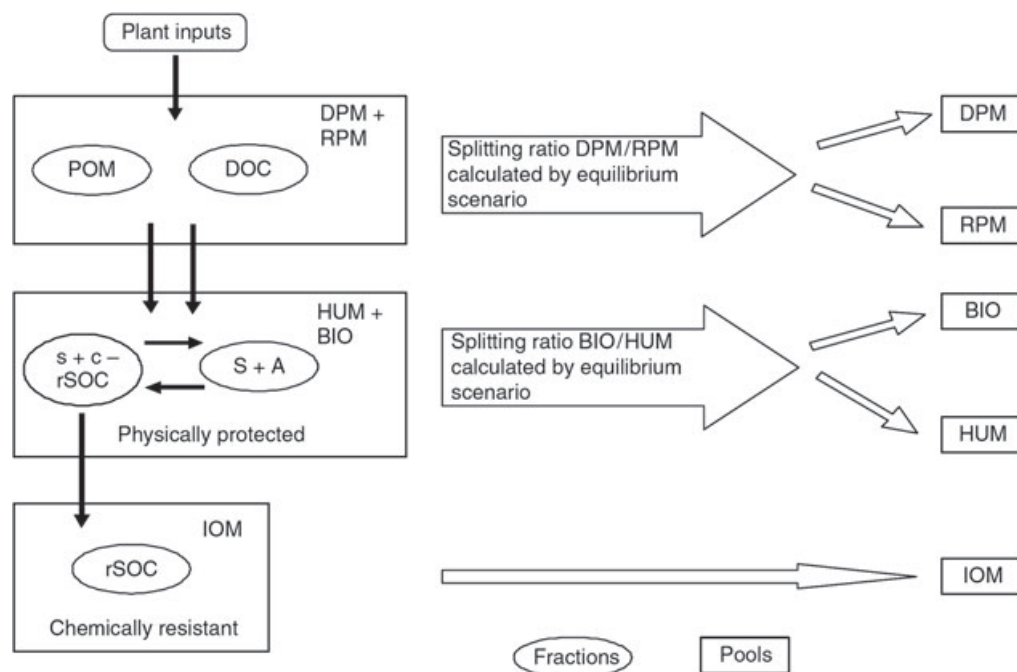 Plant inputs
DPM +
RPM
POM
DOC
Splitting ratio DPM/RPM
calculated by equilibrium
scenario
DPM
RPM
HUM +
BIO
s + c –
rSOC
S + A
Physically protected
Splitting ratio BIO/HUM
calculated by equilibrium
scenario
BIO
HUM
IOM
rSOC
Chemically resistant
IOM
Fractions
Pools